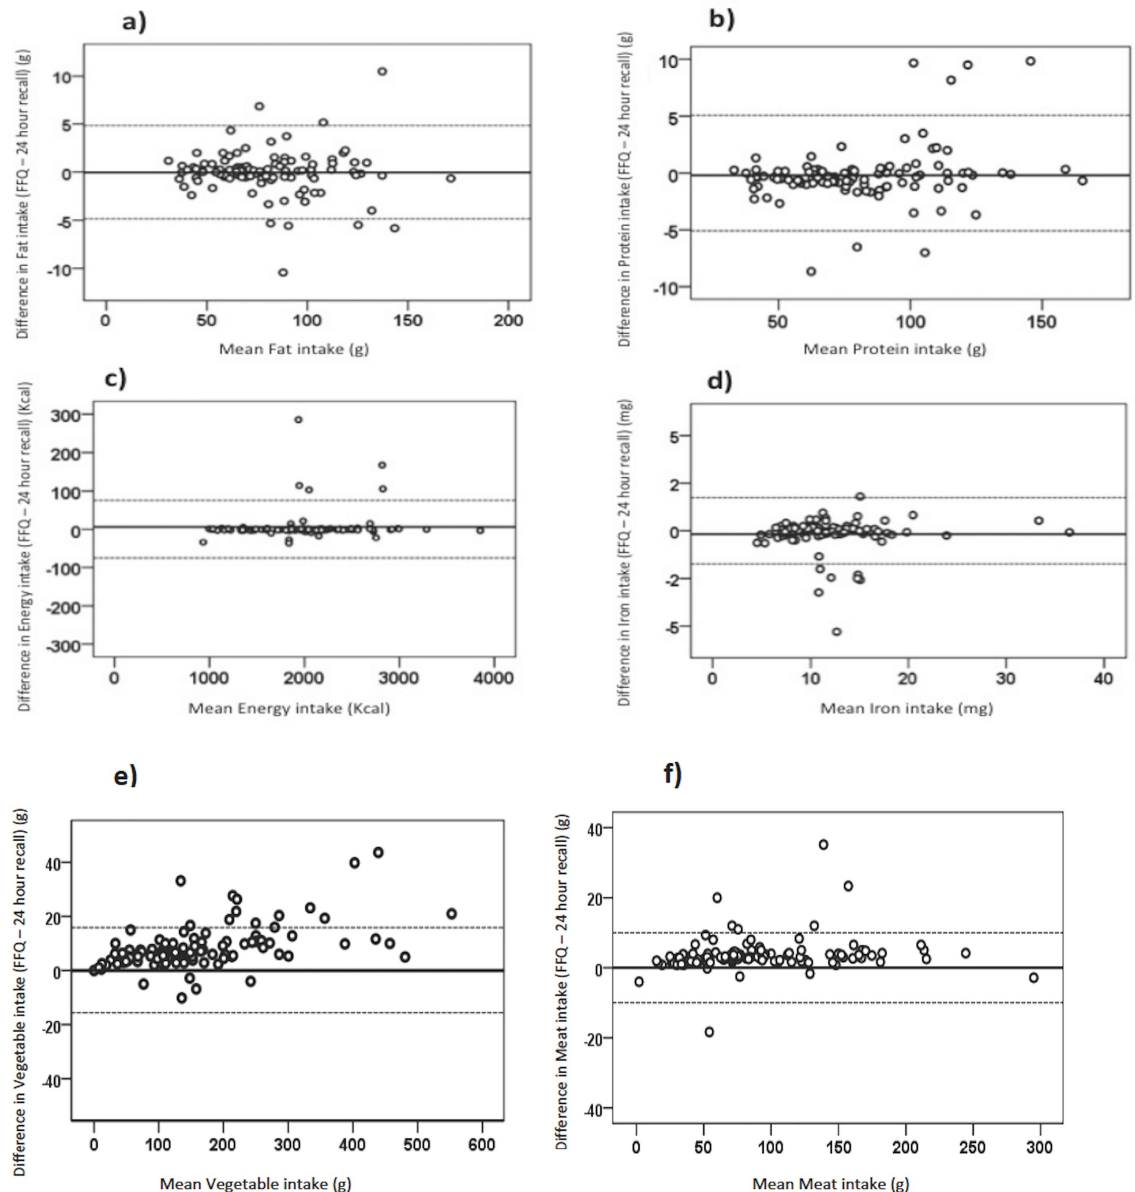 a)
Difference in Fat intake (FFQ – 24 hour recall) (g)
10
5
0
-5
-10
0 50 100 150 200
Mean Fat intake (g)
b)
Difference in Protein intake (FFQ – 24 hour recall) (g)
10
5
0
-5
-10
50 100 150
Mean Protein intake (g)
c)
Difference in Energy intake (FFQ – 24 hour recall) (Kcal)
300
200
100
0
-100
-200
-300
0 1000 2000 3000 4000
Mean Energy intake (Kcal)
d)
Difference in Iron intake (FFQ – 24 hour recall) (mg)
5
2
0
-2
-5
0 10 20 30 40
Mean Iron intake (mg)
e)
Difference in Vegetable intake (FFQ – 24 hour recall) (g)
40
20
0
-20
-40
0 100 200 300 400 500 600
Mean Vegetable intake (g)
f)
Difference in Meat intake (FFQ – 24 hour recall) (g)
40
20
0
-20
-40
0 50 100 150 200 250 300
Mean Meat intake (g)